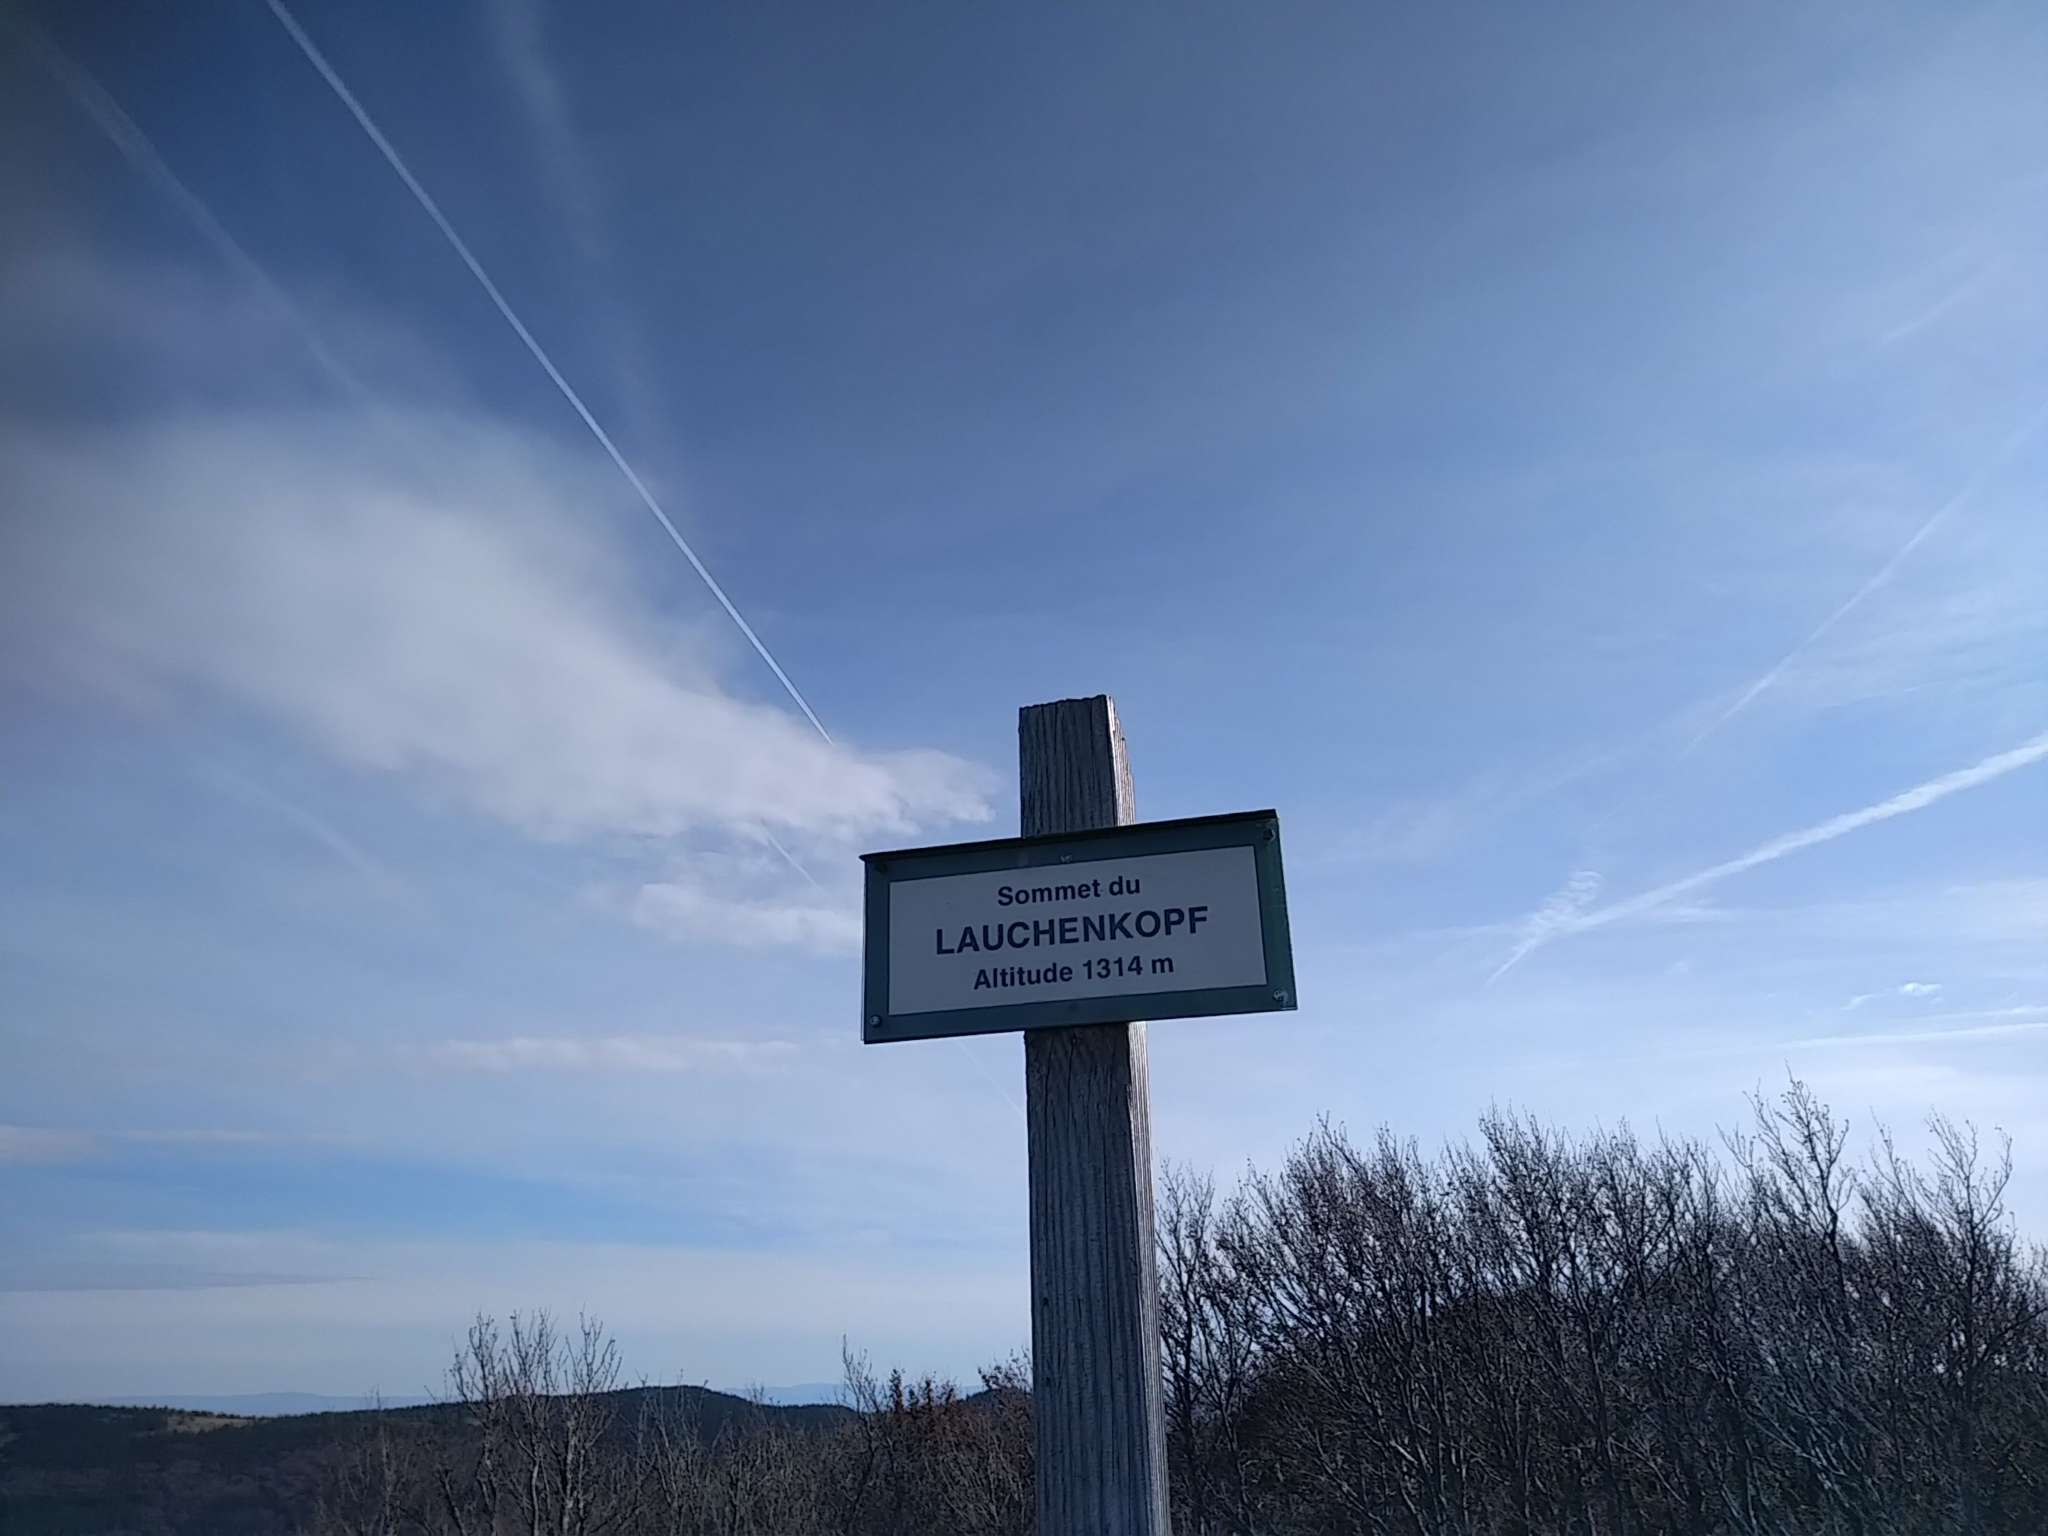 Sommet du
LAUCHENKOPF
Altitude 1314 m